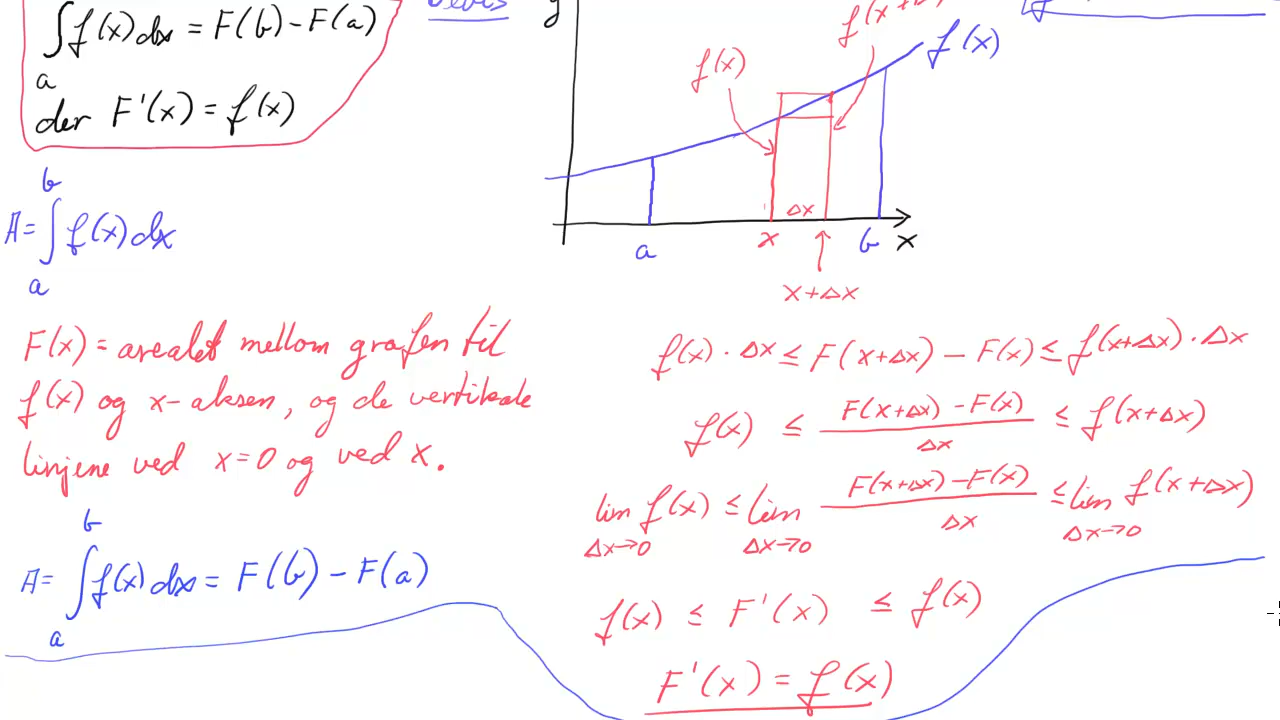 ∫f(x)dx = F(b) - F(a)
a
der F'(x) = f(x)
bevis
y
f(x)
f(x)
Δx
a
x
b
x
x+Δx
b
A = ∫ f(x) dx
a
F(x) = arealet mellom grafen til
f(x) og x-aksen, og de vertikale
linjene ved x=0 og ved x.
b
A = ∫ f(x) dx = F(b) - F(a)
a
f(x) · Δx ≤ F(x+Δx) - F(x) ≤ f(x+Δx) · Δx
f(x) ≤ (F(x+Δx) - F(x))/Δx ≤ f(x+Δx)
lim f(x) ≤ lim (F(x+Δx) - F(x))/Δx ≤ lim f(x+Δx)
Δx→0 Δx→0 Δx→0
f(x) ≤ F'(x) ≤ f(x)
F'(x) = f(x)